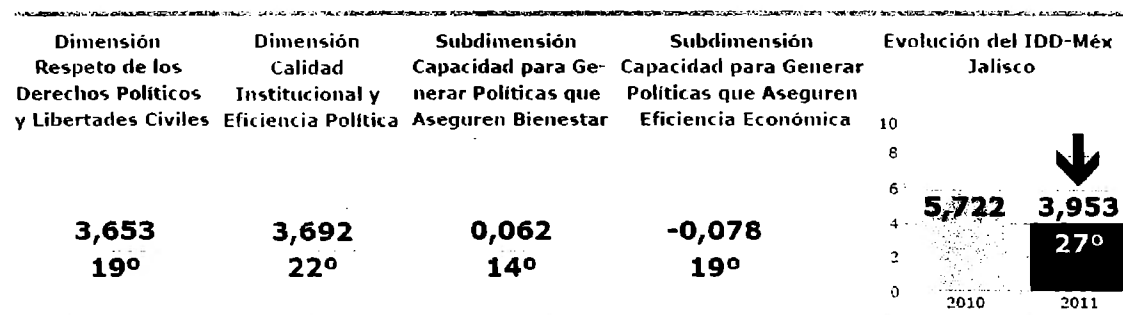 Dimensión
Respeto de los
Derechos Políticos
y Libertades Civiles
3,653
19º
Dimensión
Calidad
Institucional y
Eficiencia Política
3,692
22º
Subdimensión
Capacidad para Ge-
nerar Políticas que
Aseguren Bienestar
0,062
14º
Subdimensión
Capacidad para Generar
Políticas que Aseguren
Eficiencia Económica
-0,078
19º
Evolución del IDD-Méx
Jalisco
10
8
6
4
2
0
5,722
3,953
27º
2010
2011